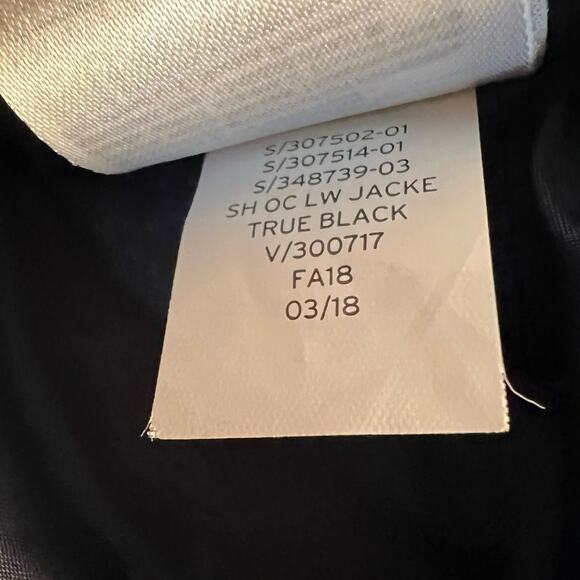 S/307502-01
S/307514-01
S/348739-03
SH OC LW JACKE
TRUE BLACK
V/300717
FA18
03/18